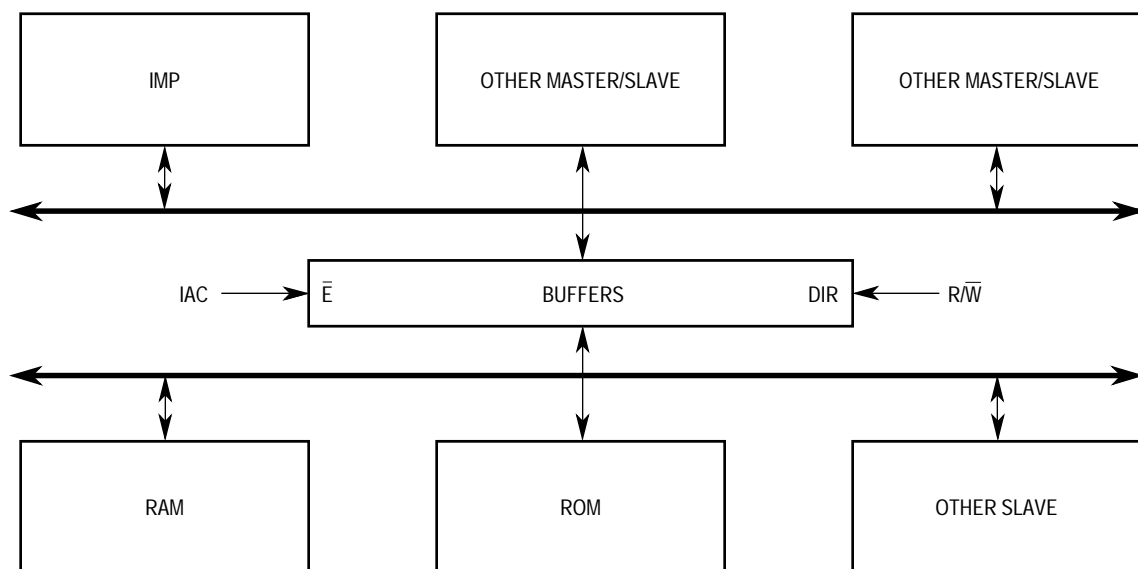 IMP
OTHER MASTER/SLAVE
OTHER MASTER/SLAVE
IAC
E̅
BUFFERS
DIR
R/W̅
RAM
ROM
OTHER SLAVE